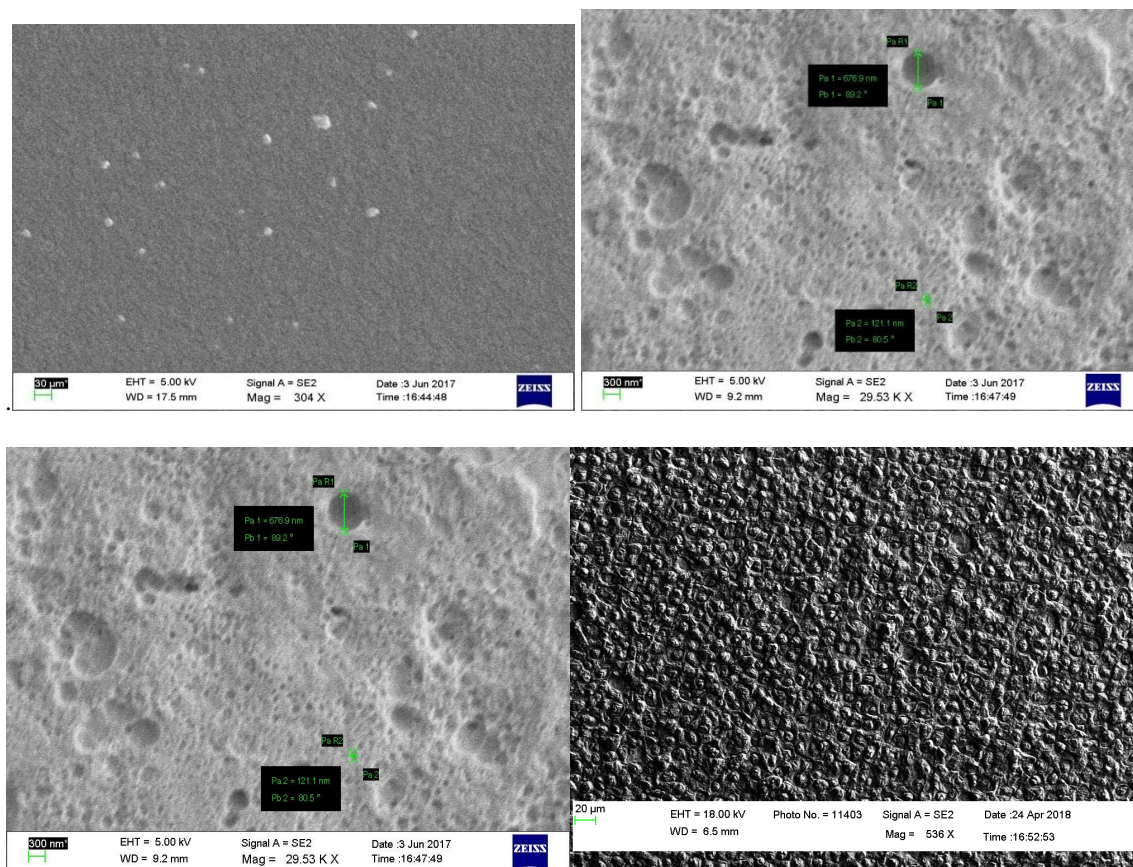 30 µm*
EHT = 5.00 kV
Signal A = SE2
Date :3 Jun 2017
ZEISS
WD = 17.5 mm
Mag = 304 X
Time :16:44:48
Pa R1
Pa 1 = 676.9 nm
Pb 1 = 89.2 °
Pa 1
Pa R2
Pa 2
Pa 2 = 121.1 nm
Pb 2 = 80.5 °
300 nm*
EHT = 5.00 kV
Signal A = SE2
Date :3 Jun 2017
ZEISS
WD = 9.2 mm
Mag = 29.53 K X
Time :16:47:49
Pa R1
Pa 1 = 676.9 nm
Pb 1 = 89.2 °
Pa 1
Pa R2
Pa 2
Pa 2 = 121.1 nm
Pb 2 = 80.5 °
300 nm*
EHT = 5.00 kV
Signal A = SE2
Date :3 Jun 2017
ZEISS
WD = 9.2 mm
Mag = 29.53 K X
Time :16:47:49
20 µm
EHT = 18.00 kV
Photo No. = 11403
Signal A = SE2
Date :24 Apr 2018
WD = 6.5 mm
Mag = 536 X
Time :16:52:53